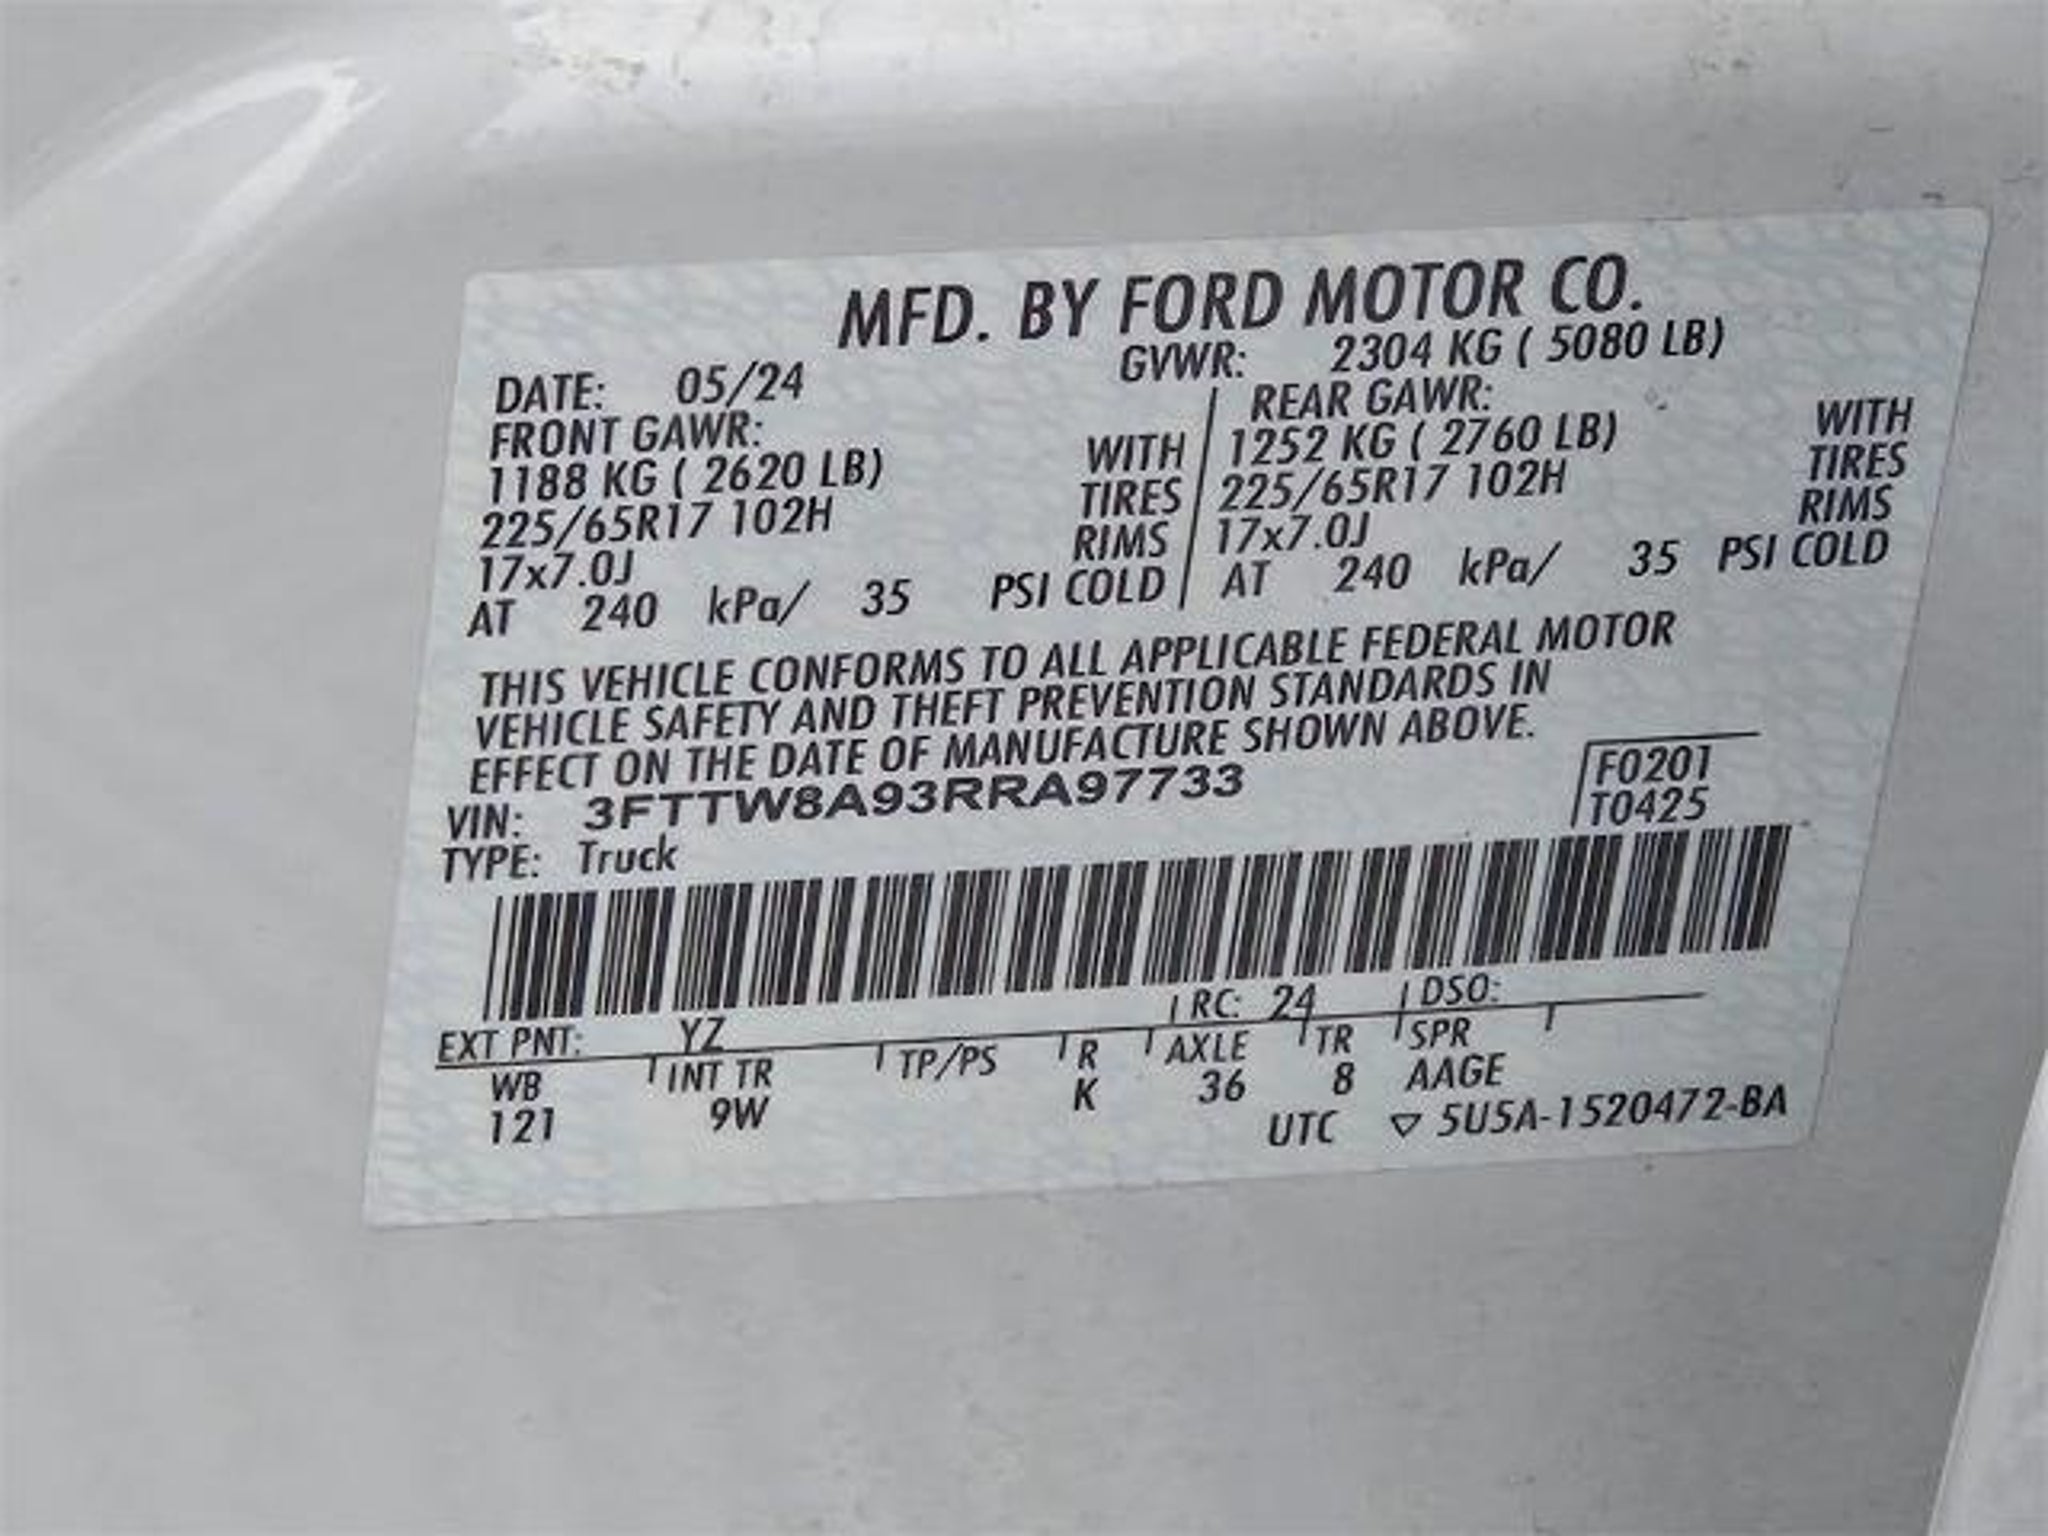 MFD. BY FORD MOTOR CO.
DATE: 05/24 GVWR: 2304 KG ( 5080 LB)
FRONT GAWR: REAR GAWR:
1188 KG ( 2620 LB) WITH 1252 KG ( 2760 LB) WITH
225/65R17 102H TIRES 225/65R17 102H TIRES
17x7.0J RIMS 17x7.0J RIMS
AT 240 kPa/ 35 PSI COLD AT 240 kPa/ 35 PSI COLD
THIS VEHICLE CONFORMS TO ALL APPLICABLE FEDERAL MOTOR
VEHICLE SAFETY AND THEFT PREVENTION STANDARDS IN
EFFECT ON THE DATE OF MANUFACTURE SHOWN ABOVE.
VIN: 3FTTW8A93RRA97733 F0201
TYPE: Truck T0425
EXT PNT: YZ RC: 24 DSO:
WB INT TR TP/PS R AXLE TR SPR
121 9W K 36 8 AAGE
UTC ▽ 5U5A-1520472-BA